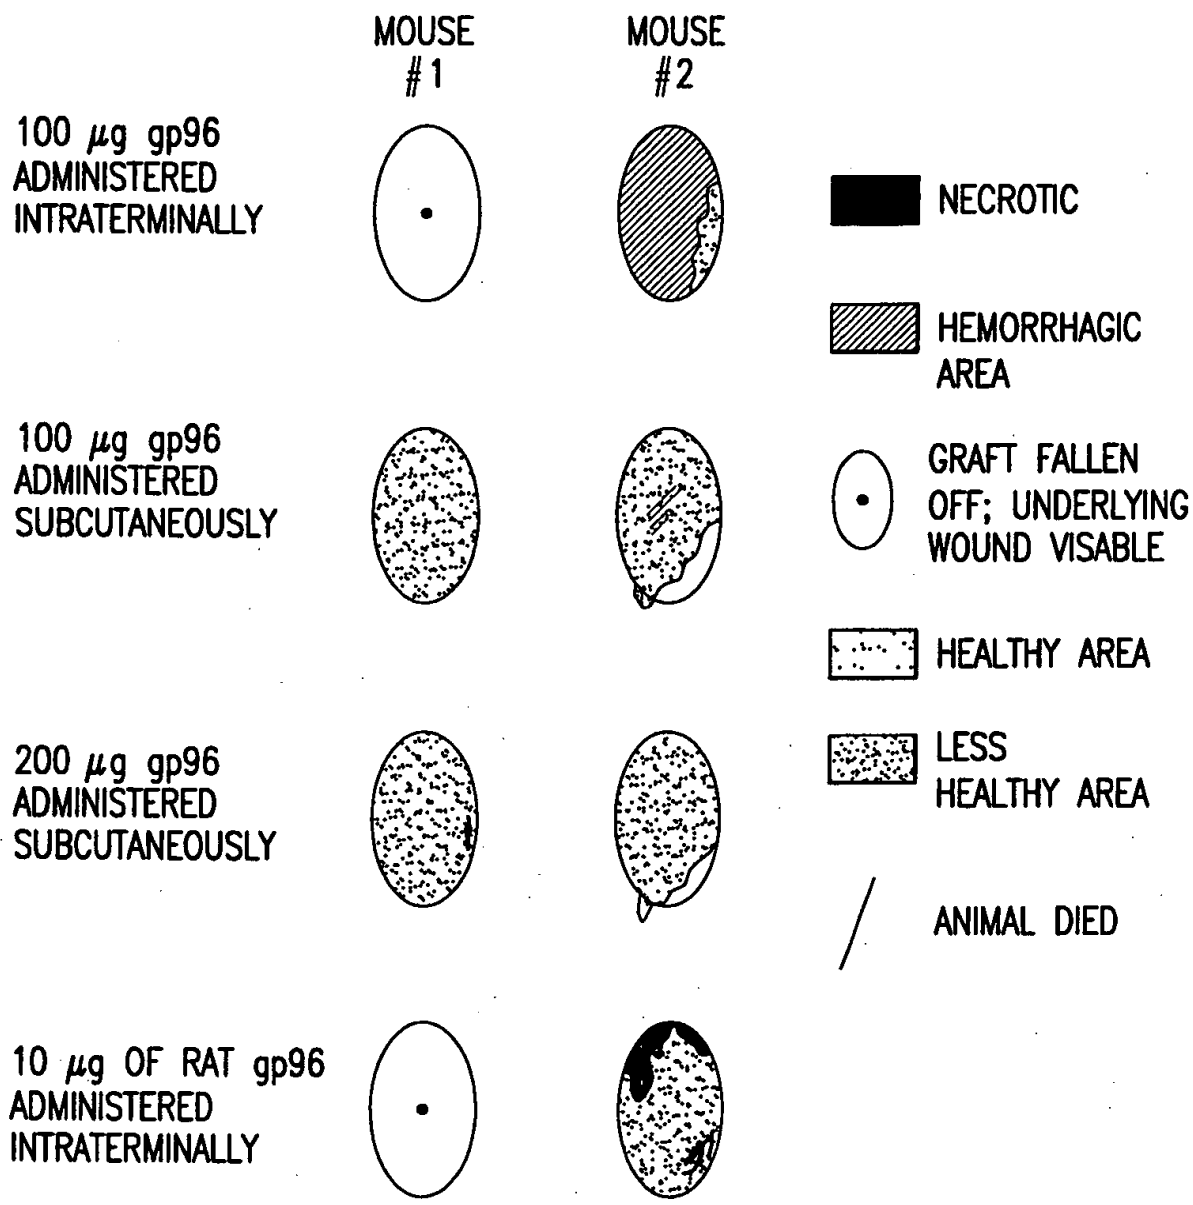 MOUSE
#1
MOUSE
#2
100 μg gp96
ADMINISTERED
INTRATERMINALLY
100 μg gp96
ADMINISTERED
SUBCUTANEOUSLY
200 μg gp96
ADMINISTERED
SUBCUTANEOUSLY
10 μg OF RAT gp96
ADMINISTERED
INTRATERMINALLY
NECROTIC
HEMORRHAGIC
AREA
GRAFT FALLEN
OFF; UNDERLYING
WOUND VISABLE
HEALTHY AREA
LESS
HEALTHY AREA
ANIMAL DIED